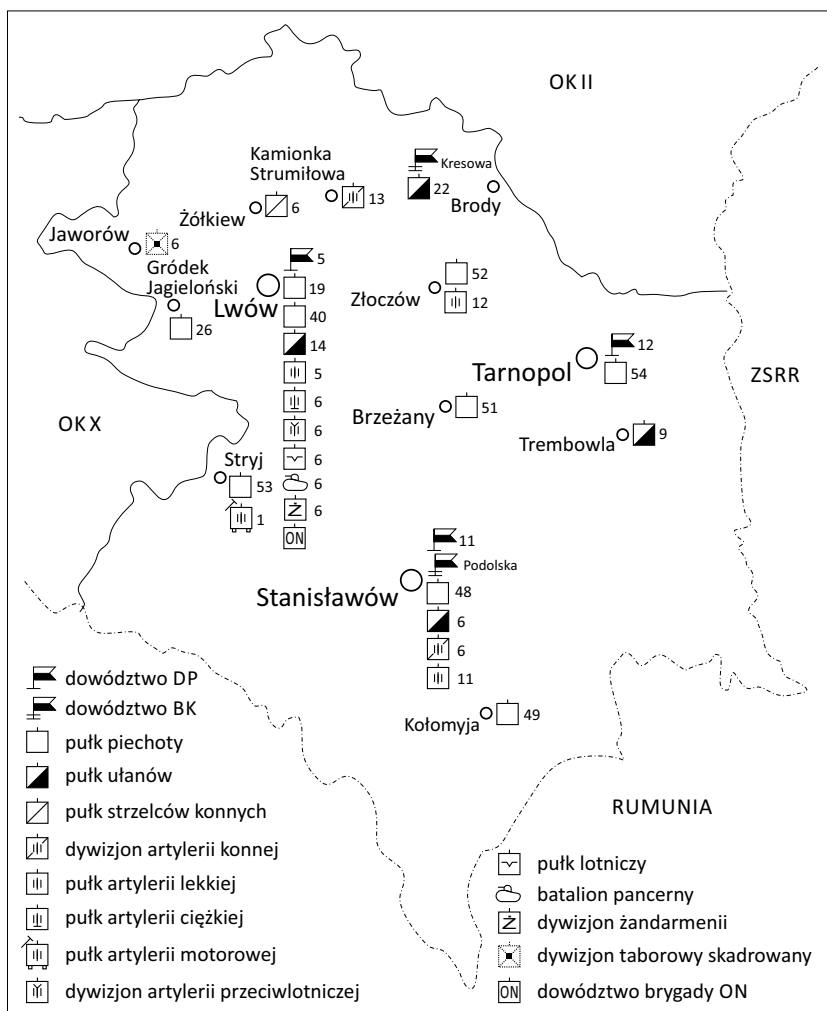 OK II
Kamionka
Strumiłowa
13
Kresowa
22
Brody
Żółkiew
6
Jaworów
6
Gródek
Jagieloński
26
Lwów
5
19
40
14
5
6
6
6
6
Ż 6
ON
Złoczów
52
12
Tarnopol
12
54
ZSRR
OK X
Brzeżany
51
Trembowla
9
Stryj
53
1
Stanisławów
11
Podolska
48
6
6
11
Kołomyja
49
RUMUNIA
dowództwo DP
dowództwo BK
pułk piechoty
pułk ułanów
pułk strzelców konnych
dywizjon artylerii konnej
pułk artylerii lekkiej
pułk artylerii ciężkiej
pułk artylerii motorowej
dywizjon artylerii przeciwlotniczej
pułk lotniczy
batalion pancerny
Ż dywizjon żandarmenii
dywizjon taborowy skadrowany
ON dowództwo brygady ON